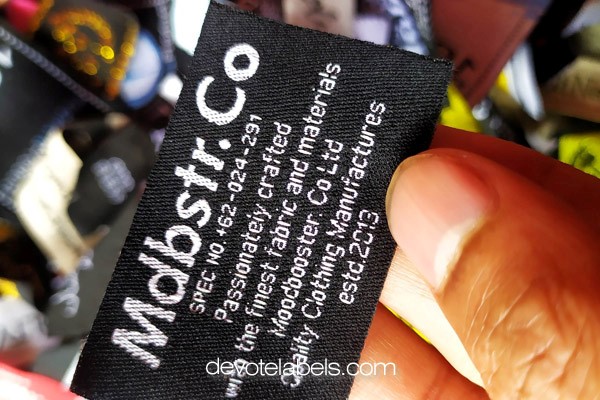 Mdbstr.Co
SPEC NO.+62-024-291
Passionately crafted
with the finest fabric and materials
Moodbooster. Co Ltd
Quality Clothing Manufactures
estd.2013
devotelabels.com